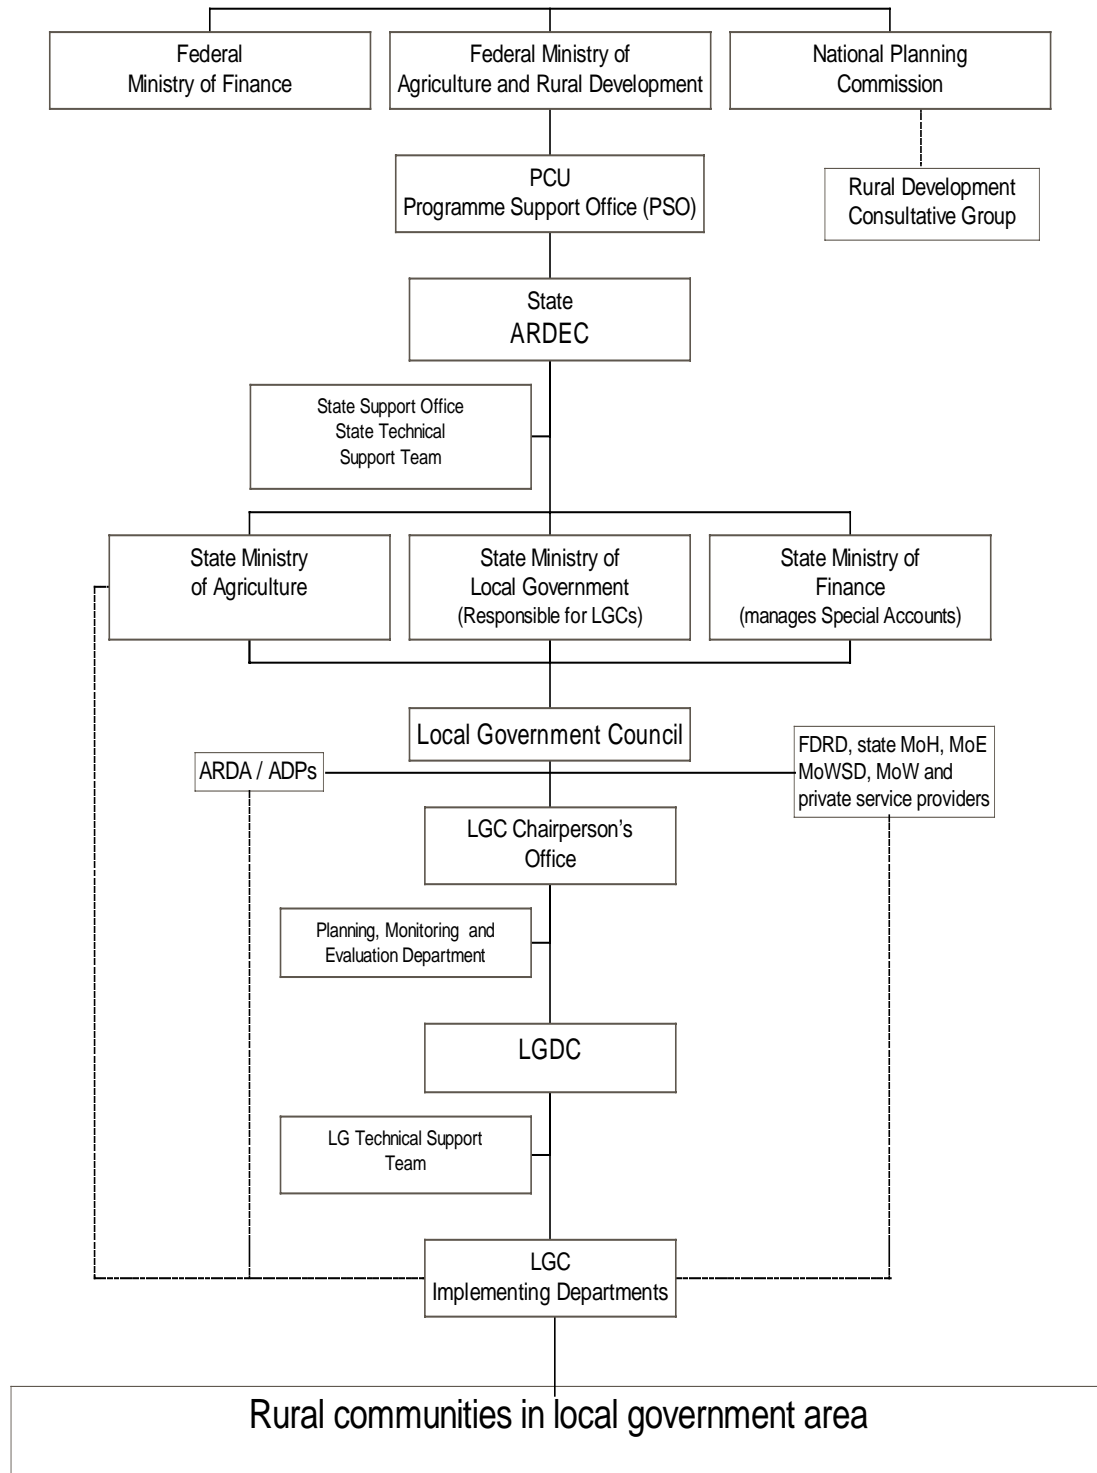 Federal
Ministry of Finance
Federal Ministry of
Agriculture and Rural Development
National Planning
Commission
PCU
Programme Support Office (PSO)
Rural Development
Consultative Group
State
ARDEC
State Support Office
State Technical
Support Team
State Ministry
of Agriculture
State Ministry of
Local Government
(Responsible for LGCs)
State Ministry of
Finance
(manages Special Accounts)
Local Government Council
ARDA / ADPs
FDRD, state MoH, MoE
MoWSD, MoW and
private service providers
LGC Chairperson's
Office
Planning, Monitoring and
Evaluation Department
LGDC
LG Technical Support
Team
LGC
Implementing Departments
Rural communities in local government area